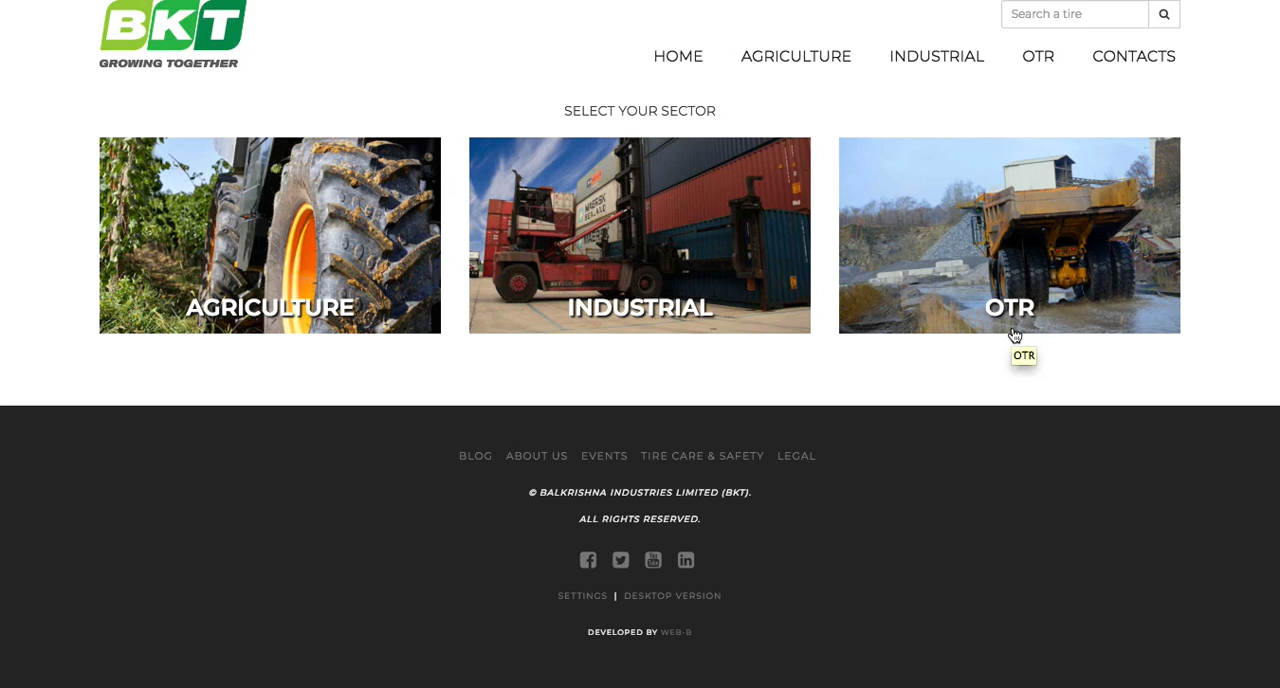 BKT
GROWING TOGETHER
Search a tire
HOME AGRICULTURE INDUSTRIAL OTR CONTACTS
SELECT YOUR SECTOR
MAERSK
SEALAND
AGRICULTURE
INDUSTRIAL
OTR
OTR
BLOG ABOUT US EVENTS TIRE CARE & SAFETY LEGAL
© BALKRISHNA INDUSTRIES LIMITED (BKT).
ALL RIGHTS RESERVED.
SETTINGS | DESKTOP VERSION
DEVELOPED BY WEB-B